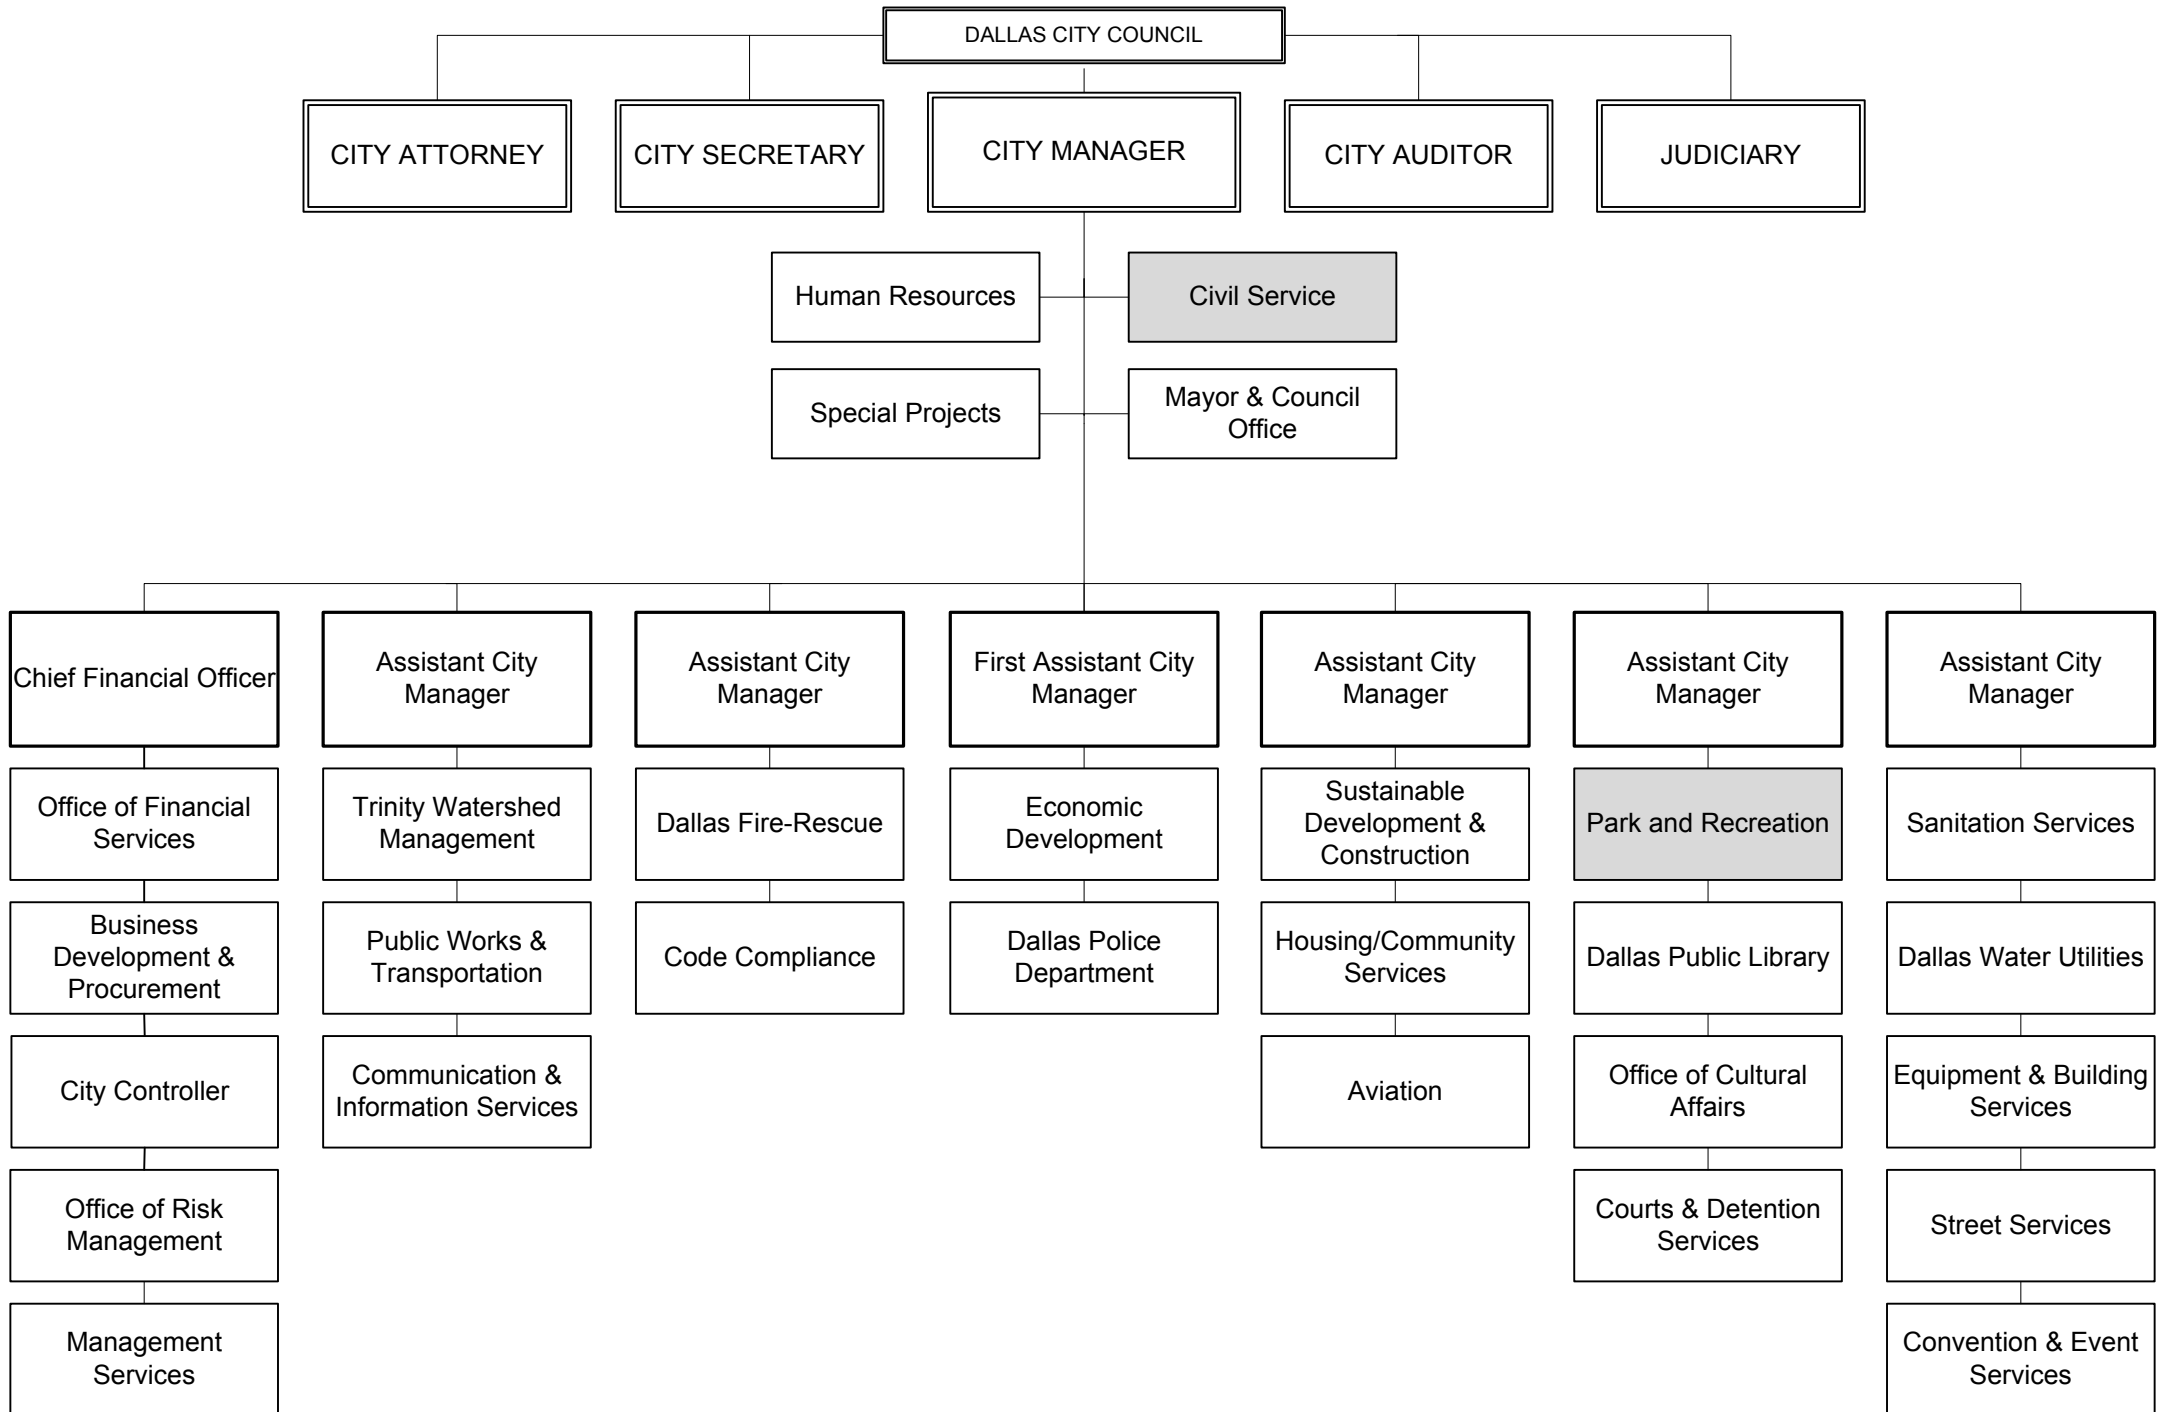 DALLAS CITY COUNCIL
CITY ATTORNEY
CITY SECRETARY
CITY MANAGER
CITY AUDITOR
JUDICIARY
Human Resources
Civil Service
Special Projects
Mayor & Council
Office
Chief Financial Officer
Assistant City
Manager
Assistant City
Manager
First Assistant City
Manager
Assistant City
Manager
Assistant City
Manager
Assistant City
Manager
Office of Financial
Services
Trinity Watershed
Management
Dallas Fire-Rescue
Economic
Development
Sustainable
Development &
Construction
Park and Recreation
Sanitation Services
Business
Development &
Procurement
Public Works &
Transportation
Code Compliance
Dallas Police
Department
Housing/Community
Services
Dallas Public Library
Dallas Water Utilities
City Controller
Communication &
Information Services
Aviation
Office of Cultural
Affairs
Equipment & Building
Services
Office of Risk
Management
Courts & Detention
Services
Street Services
Management
Services
Convention & Event
Services